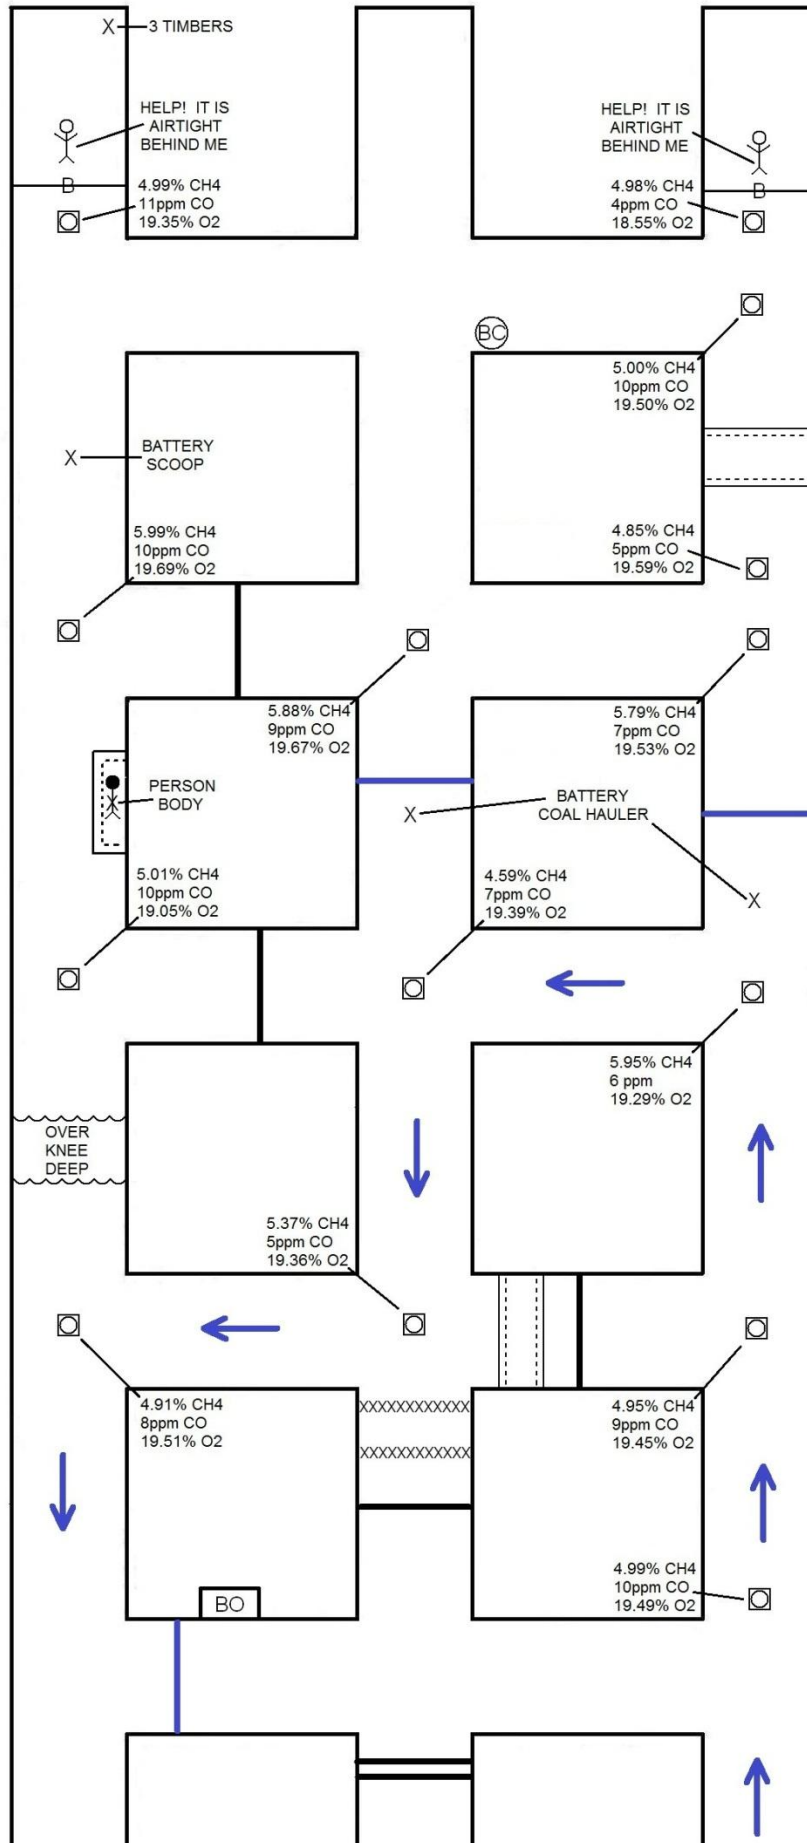 X 3 TIMBERS
HELP! IT IS
AIRTIGHT
BEHIND ME
HELP! IT IS
AIRTIGHT
BEHIND ME
B
4.99% CH4
11ppm CO
19.35% O2
4.98% CH4
4ppm CO
18.55% O2
B
BC
5.00% CH4
10ppm CO
19.50% O2
X
BATTERY
SCOOP
5.99% CH4
10ppm CO
19.69% O2
4.85% CH4
5ppm CO
19.59% O2
5.88% CH4
9ppm CO
19.67% O2
5.79% CH4
7ppm CO
19.53% O2
X
PERSON
BODY
X
BATTERY
COAL HAULER
X
5.01% CH4
10ppm CO
19.05% O2
4.59% CH4
7ppm CO
19.39% O2
5.95% CH4
6 ppm
19.29% O2
OVER
KNEE
DEEP
5.37% CH4
5ppm CO
19.36% O2
4.91% CH4
8ppm CO
19.51% O2
XXXXXXXXXXXX
XXXXXXXXXXXX
4.95% CH4
9ppm CO
19.45% O2
4.99% CH4
10ppm CO
19.49% O2
BO